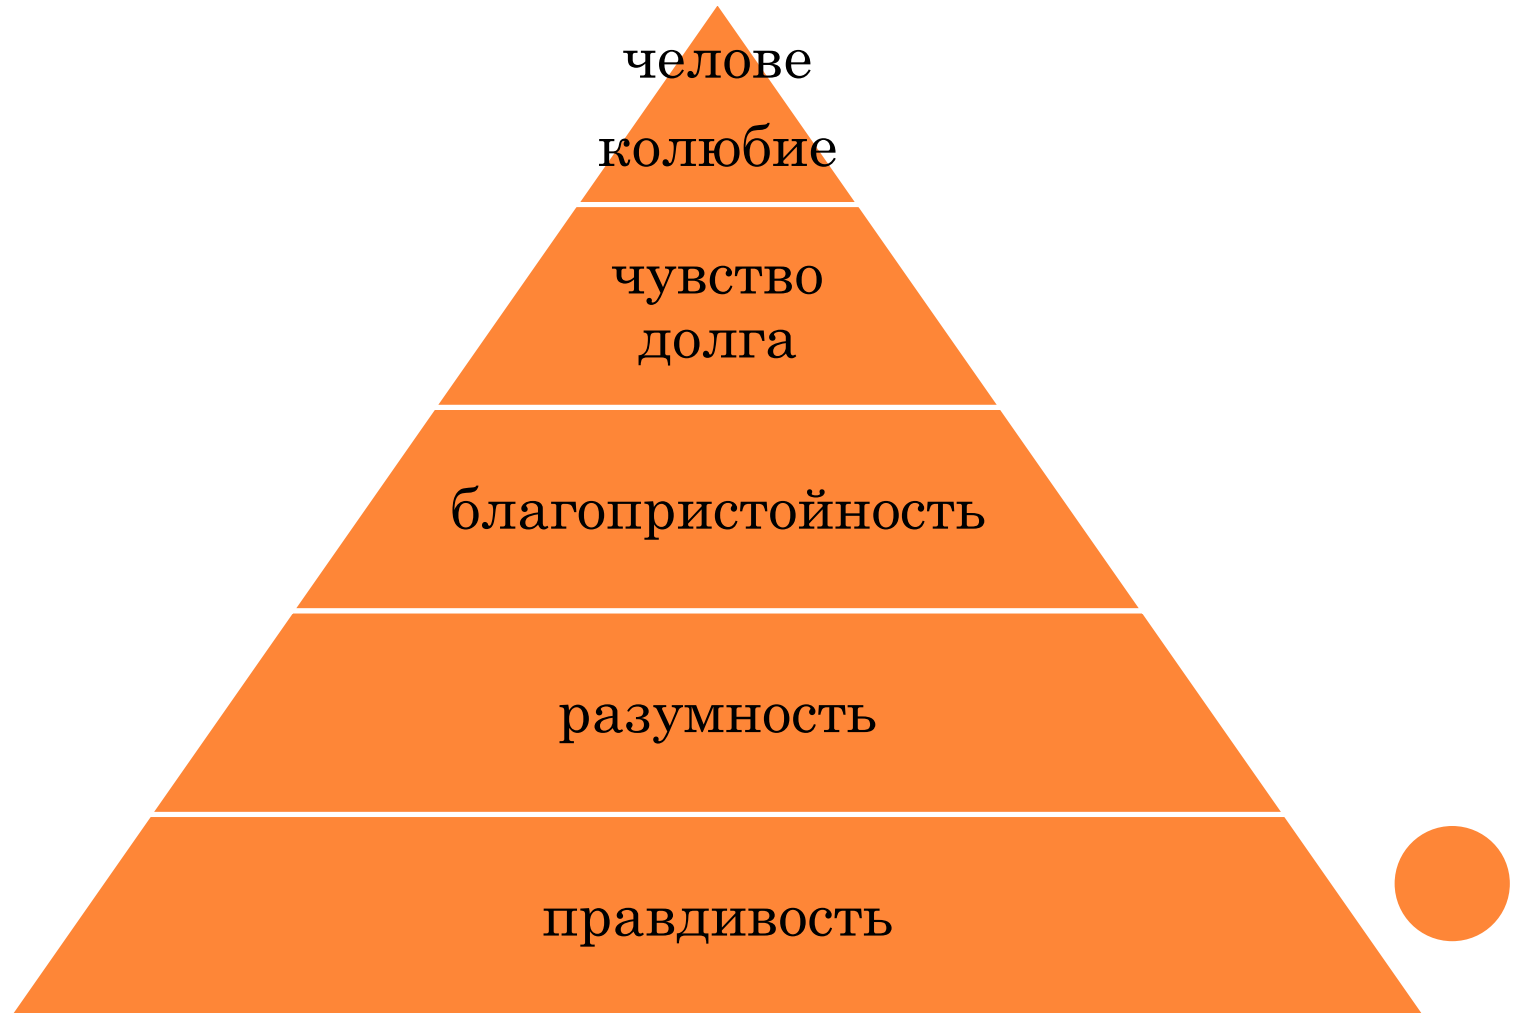 челове
колюбие
чувство
долга
благопристойность
разумность
правдивость